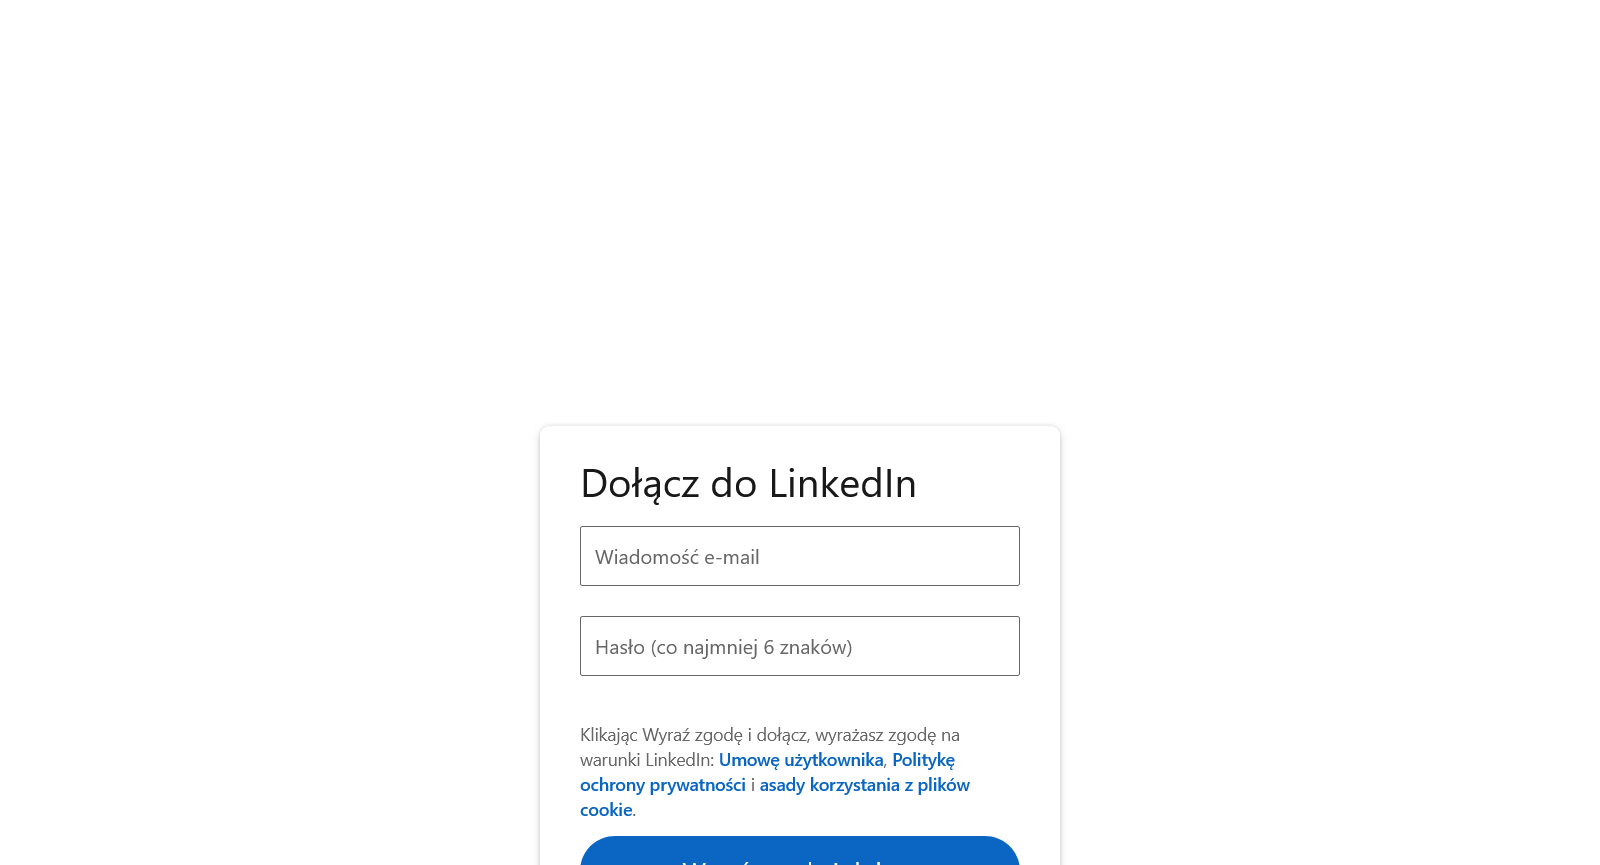 Dołącz do LinkedIn
Wiadomość e-mail
Hasło (co najmniej 6 znaków)
Klikając Wyraź zgodę i dołącz, wyrażasz zgodę na
warunki LinkedIn: Umowę użytkownika, Politykę
ochrony prywatności i asady korzystania z plików
cookie.